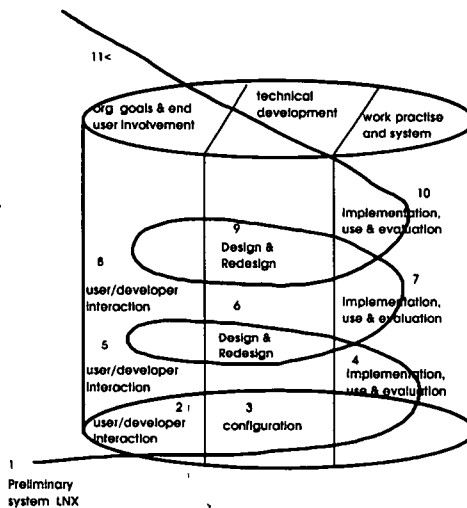 11<
org goals & end
user involvement
technical
development
work practise
and system
10
Implementation,
use & evaluation
9
Design &
Redesign
8
user/developer
Interaction
7
Implementation,
use & evaluation
6
Design &
Redesign
5
user/developer
Interaction
4
Implementation,
use & evaluation
2
user/developer
Interaction
3
configuration
1
Preliminary
system LNX